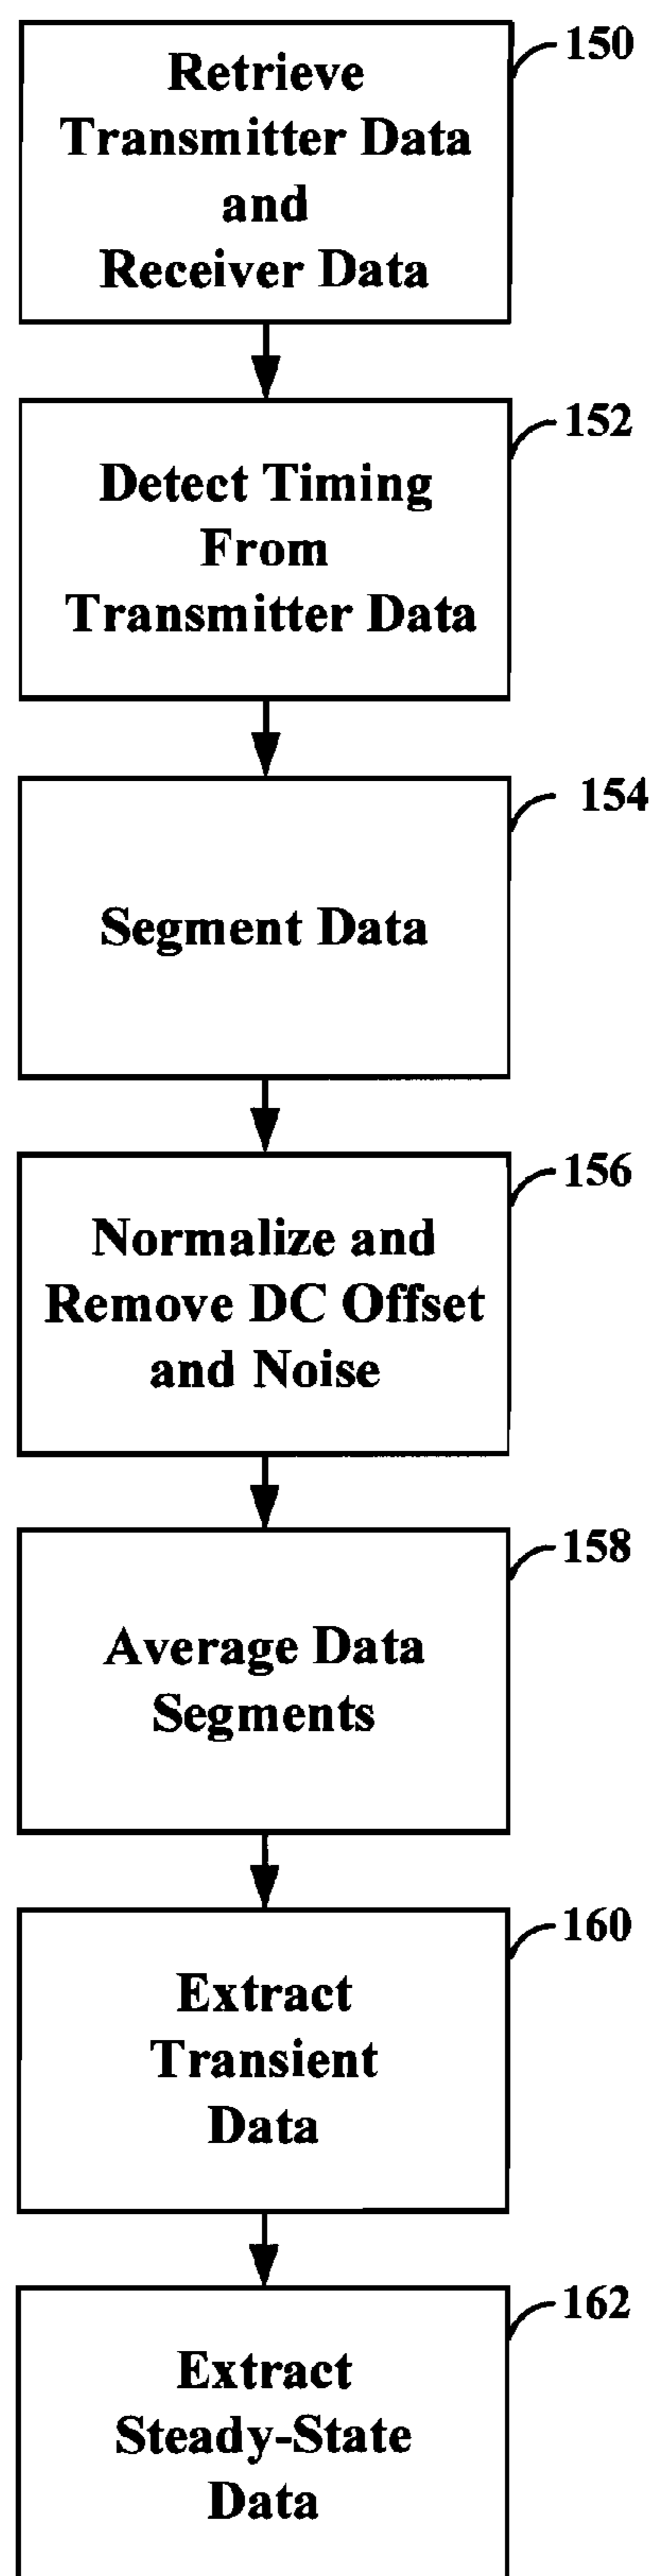 150
Retrieve
Transmitter Data
and
Receiver Data
152
Detect Timing
From
Transmitter Data
154
Segment Data
156
Normalize and
Remove DC Offset
and Noise
158
Average Data
Segments
160
Extract
Transient
Data
162
Extract
Steady-State
Data